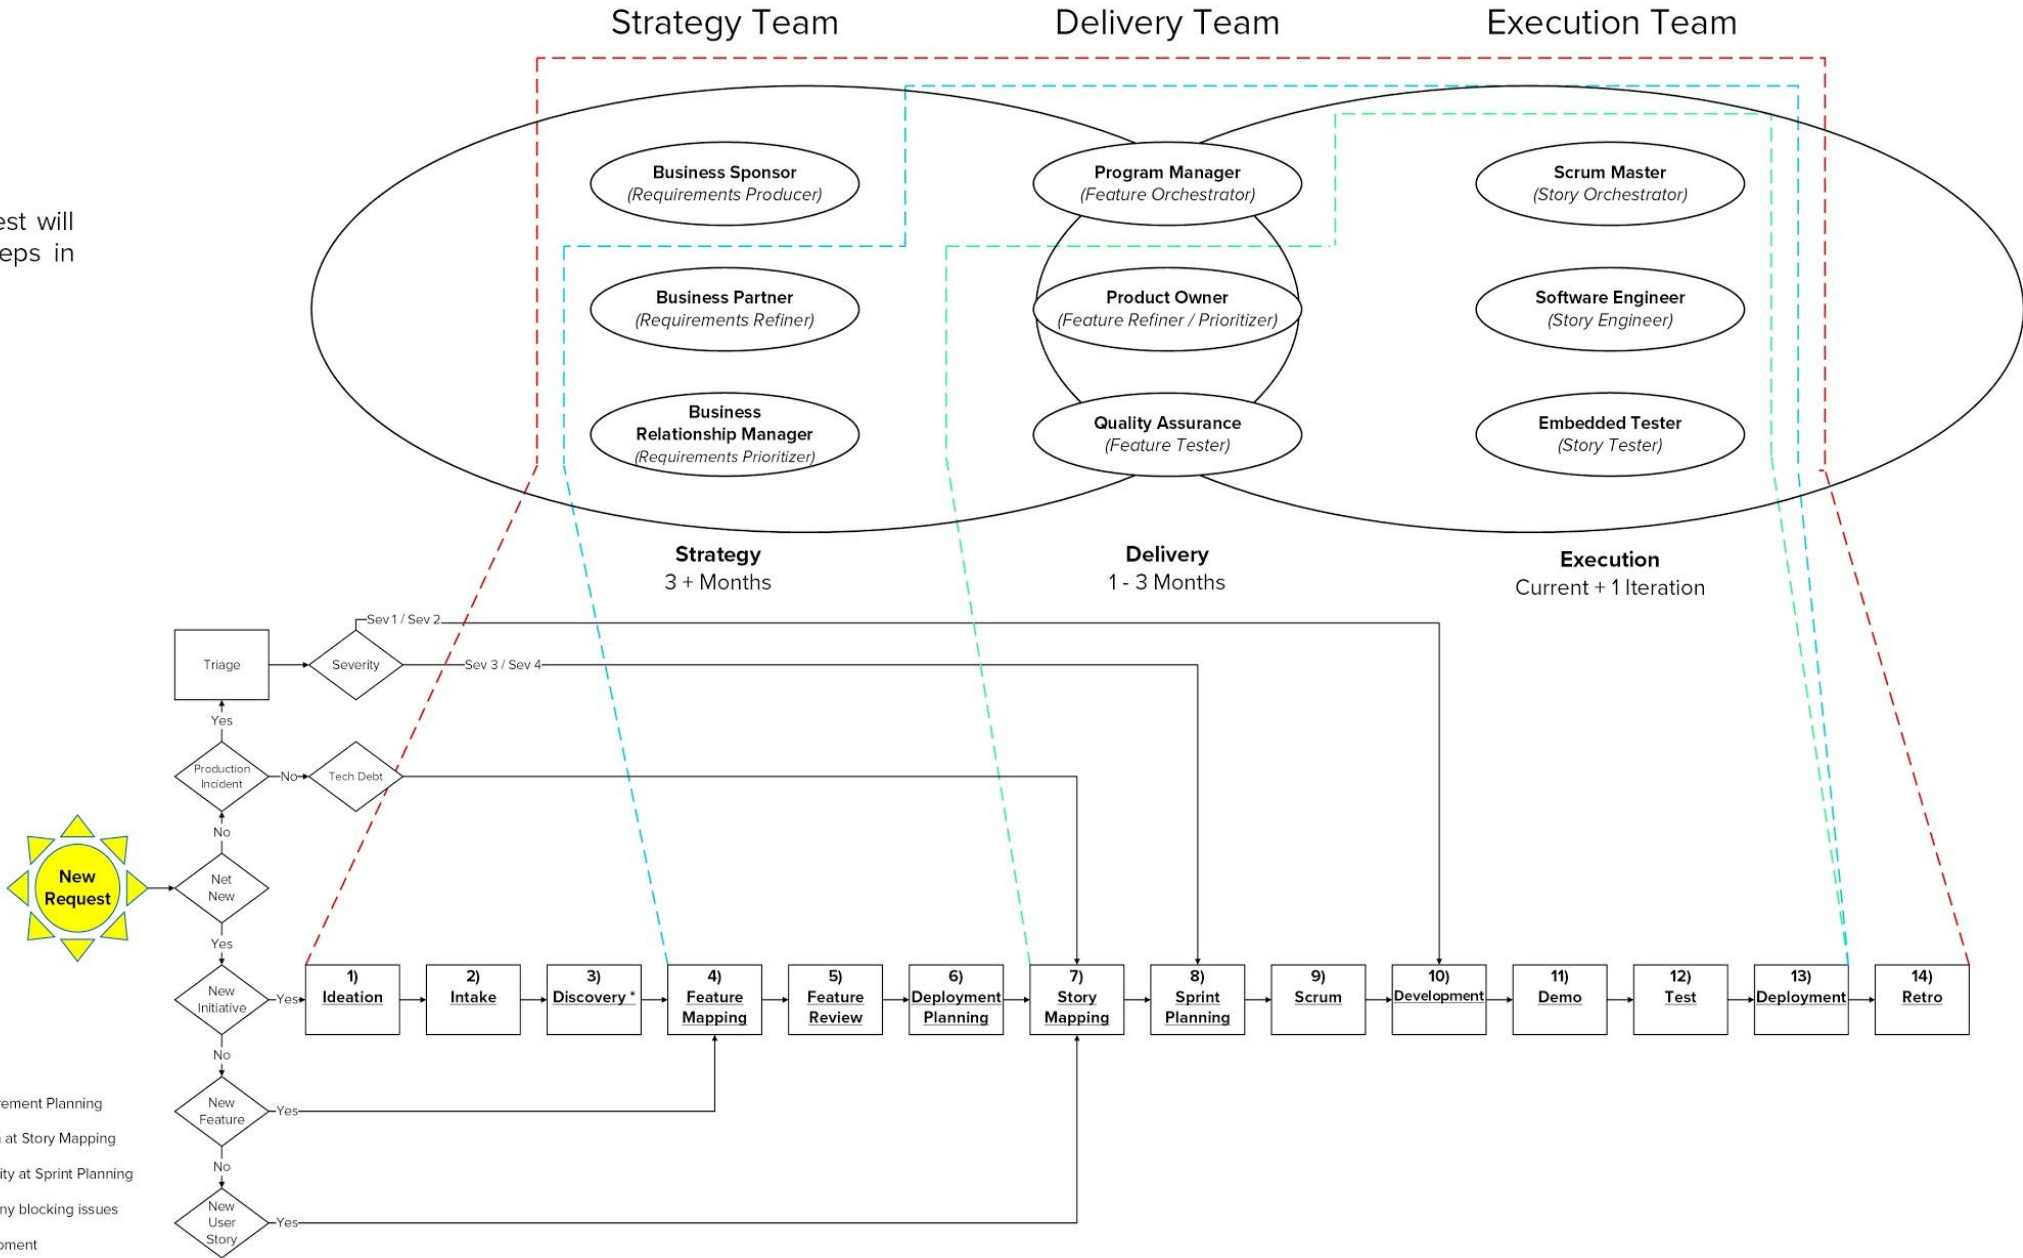 Strategy Team
Delivery Team
Execution Team
est will
eps in
Business Sponsor
(Requirements Producer)
Program Manager
(Feature Orchestrator)
Scrum Master
(Story Orchestrator)
Business Partner
(Requirements Refiner)
Product Owner
(Feature Refiner / Prioritizer)
Software Engineer
(Story Engineer)
Business
Relationship Manager
(Requirements Prioritizer)
Quality Assurance
(Feature Tester)
Embedded Tester
(Story Tester)
Strategy
3 + Months
Delivery
1 - 3 Months
Execution
Current + 1 Iteration
Triage
Severity
Sev 1 / Sev 2
Sev 3 / Sev 4
Yes
Production
Incident
No
Tech Debt
No
New
Request
Net
New
Yes
New
Initiative
Yes
1)
Ideation
2)
Intake
3)
Discovery *
4)
Feature
Mapping
5)
Feature
Review
6)
Deployment
Planning
7)
Story
Mapping
8)
Sprint
Planning
9)
Scrum
10)
Development
11)
Demo
12)
Test
13)
Deployment
14)
Retro
No
New
Feature
Yes
No
New
User
Story
Yes
ement Planning
at Story Mapping
ity at Sprint Planning
ny blocking issues
pment